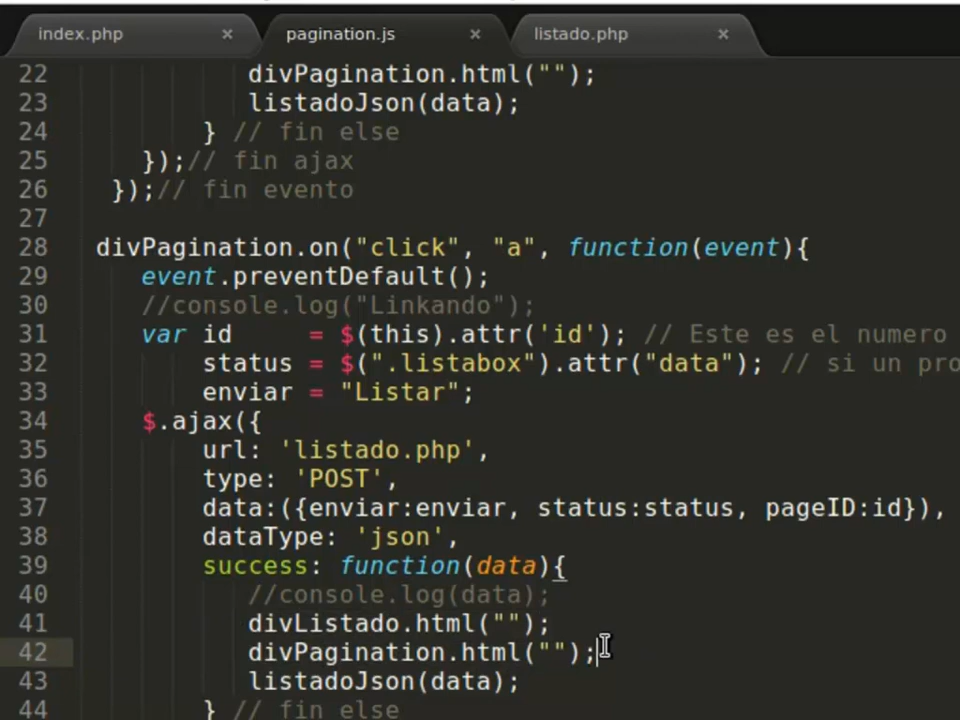 index.php × pagination.js × listado.php ×
22 divPagination.html("");
23 listadoJson(data);
24 } // fin else
25 });// fin ajax
26 });// fin evento
27
28 divPagination.on("click", "a", function(event){
29 event.preventDefault();
30 //console.log("Linkando");
31 var id = $(this).attr('id'); // Este es el numero
32 status = $(".listabox").attr("data"); // si un pro
33 enviar = "Listar";
34 $.ajax({
35 url: 'listado.php',
36 type: 'POST',
37 data:({enviar:enviar, status:status, pageID:id}),
38 dataType: 'json',
39 success: function(data){
40 //console.log(data);
41 divListado.html("");
42 divPagination.html("");
43 listadoJson(data);
44 } // fin else